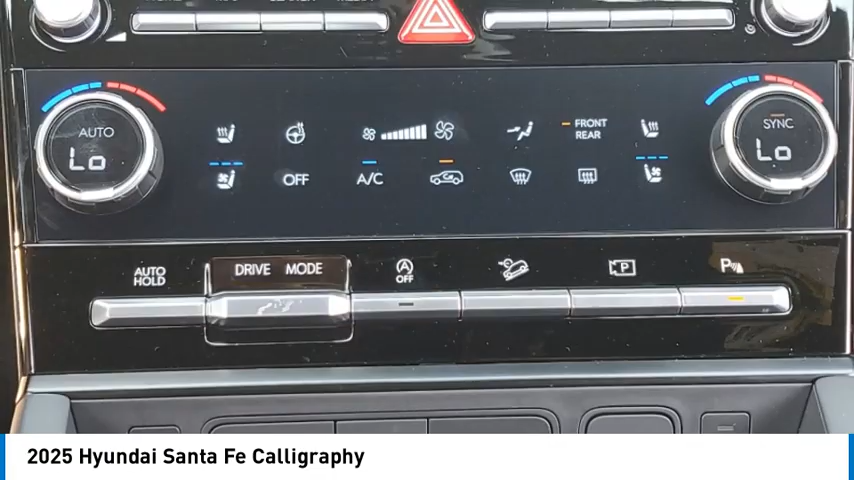 AUTO
Lo
OFF
A/C
FRONT
REAR
SYNC
Lo
AUTO
HOLD
DRIVE MODE
A
OFF
P
P
2025 Hyundai Santa Fe Calligraphy